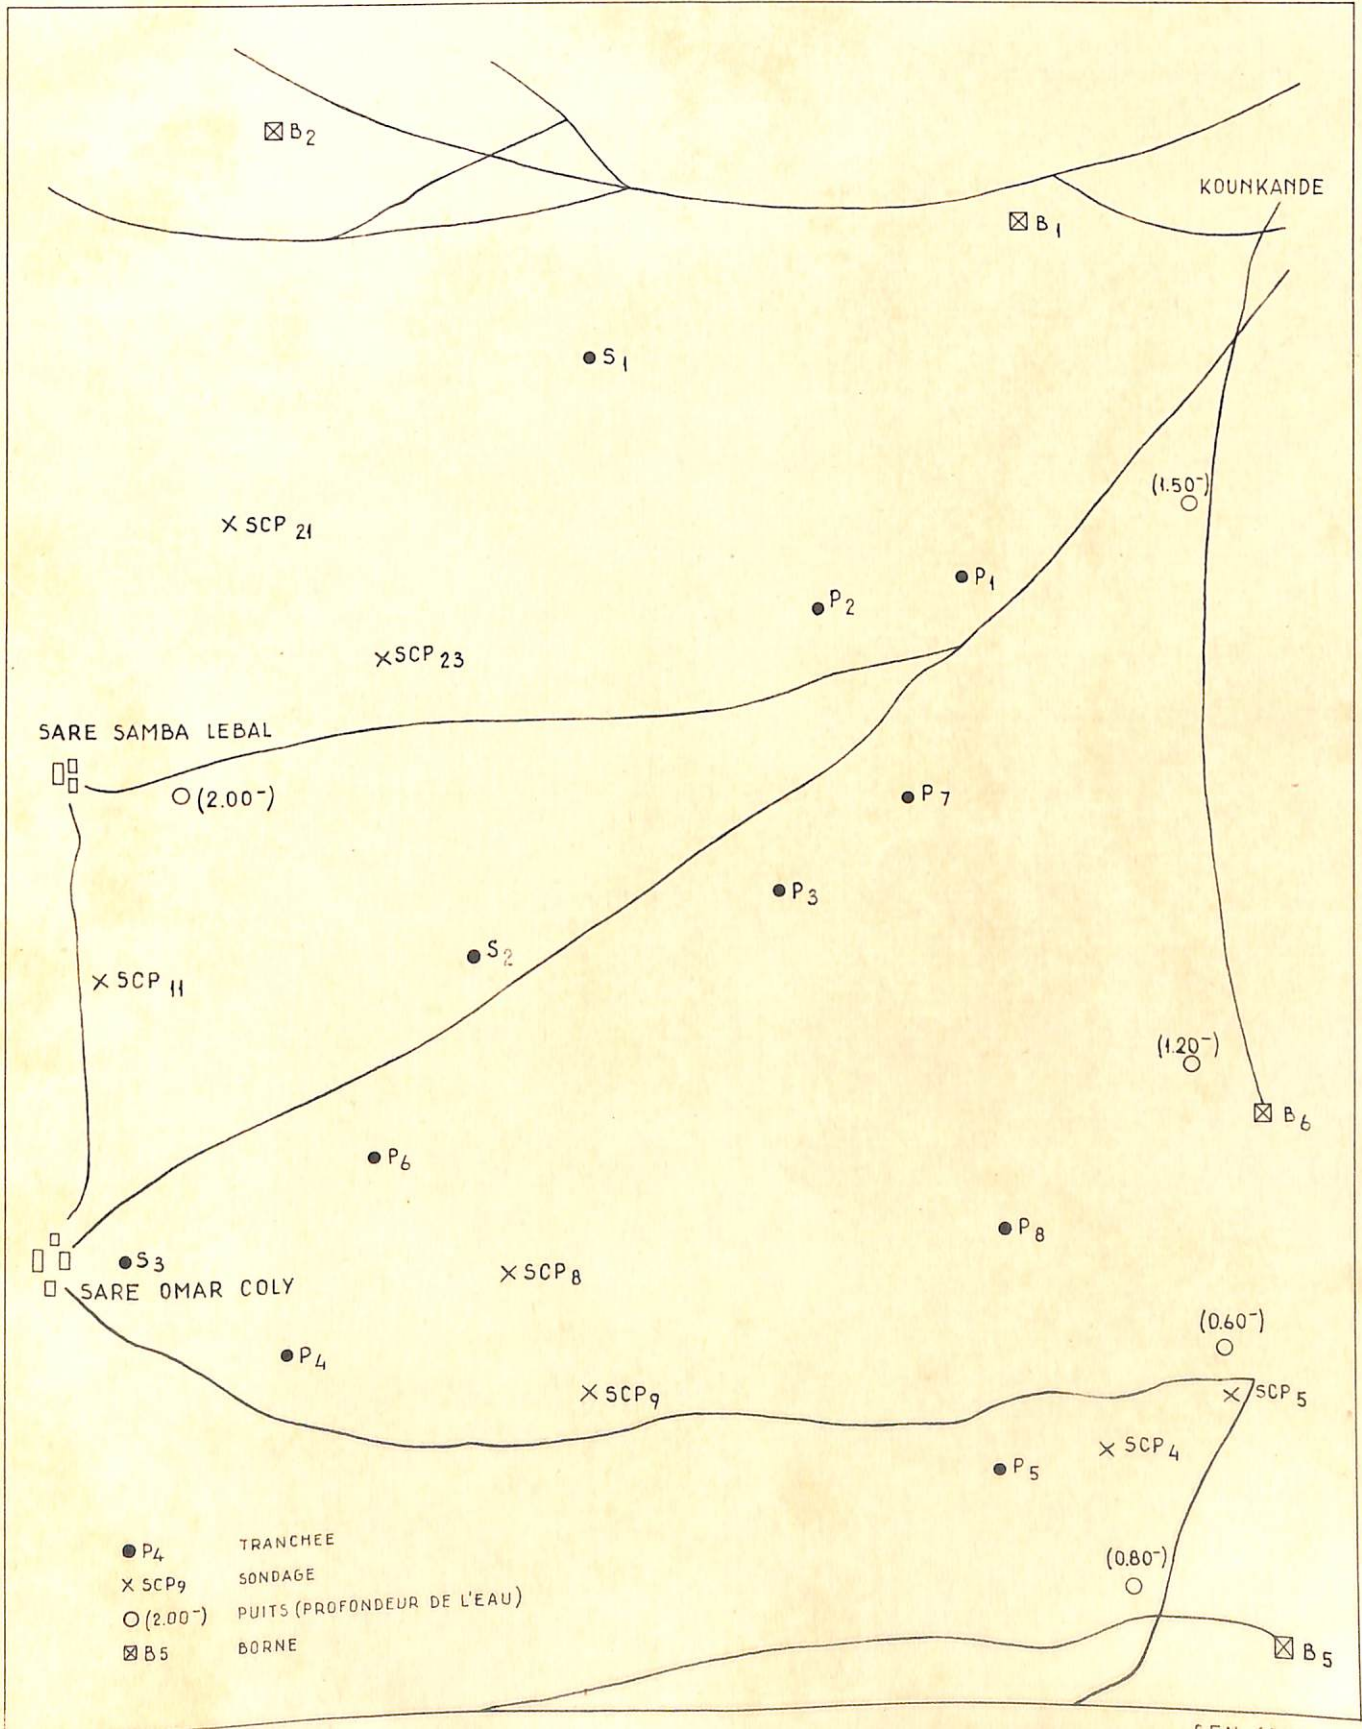 B2
KOUNKANDE
B1
S1
(1.50-)
SCP 21
P1
P2
SCP 23
SARE SAMBA LEBAL
(2.00-)
P7
P3
S2
SCP 11
(1.20-)
B6
P6
P8
S3
SCP8
SARE OMAR COLY
(0.60-)
P4
SCP9
SCP5
SCP4
P5
P4 TRANCHEE
SCP9 SONDAGE
(2.00-) PUITS (PROFONDEUR DE L'EAU)
B5 BORNE
(0.80-)
B5